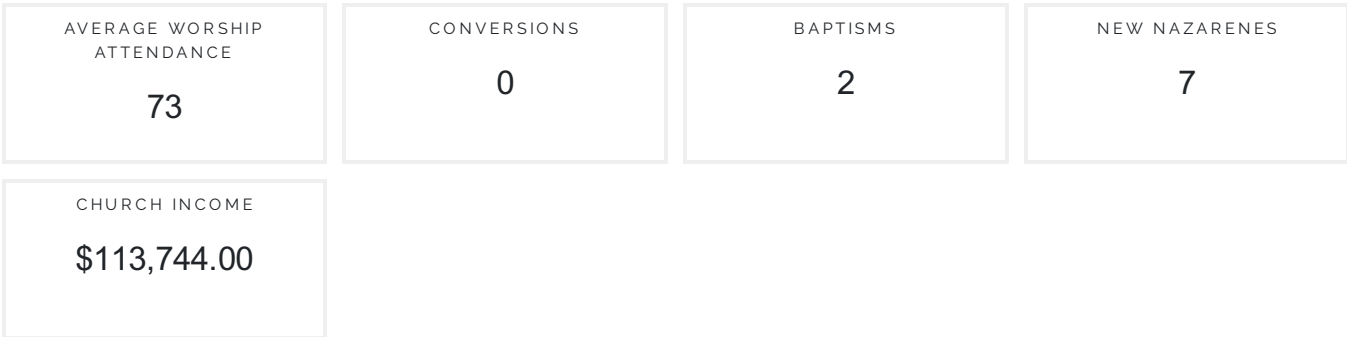 AVERAGE WORSHIP
ATTENDANCE
73
CONVERSIONS
0
BAPTISMS
2
NEW NAZARENES
7
CHURCH INCOME
$113,744.00